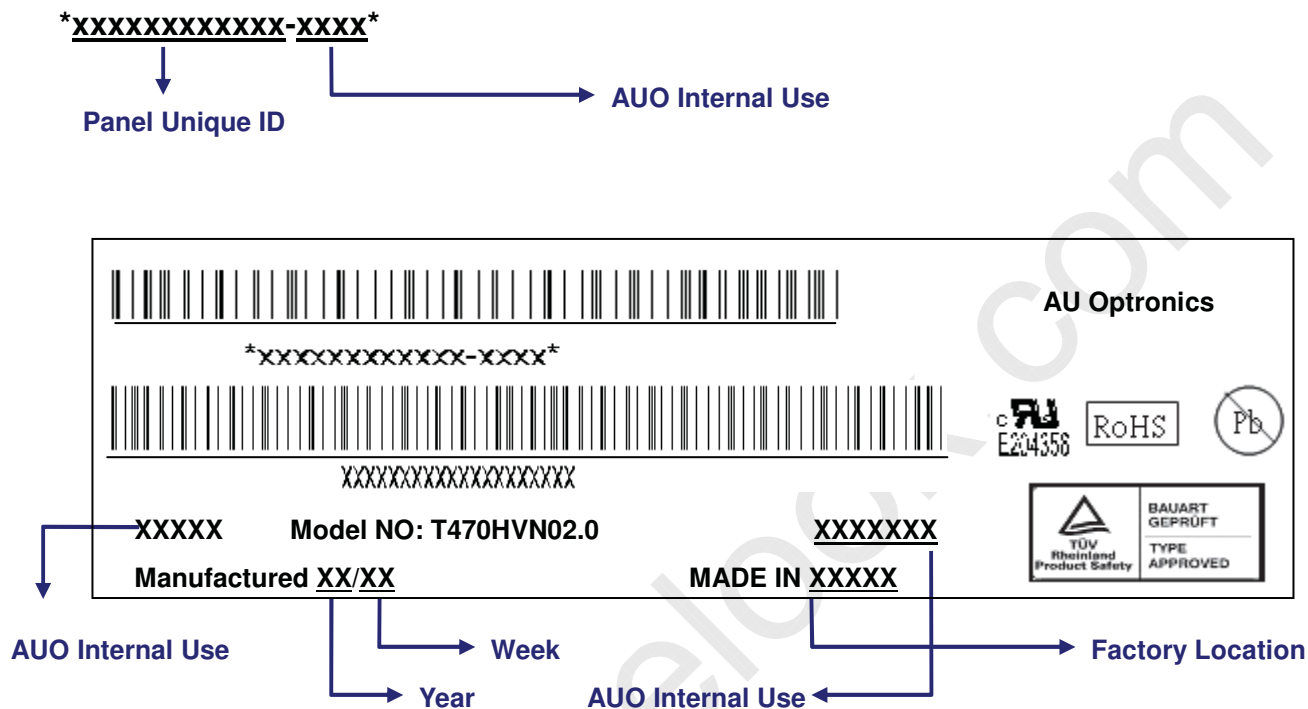 *xxxxxxxxxxxx-xxxx*
AUO Internal Use
Panel Unique ID
AU Optronics
*xxxxxxxxxxxx-xxxx*
c
E204356
RoHS
Pb
XXXXXXXXXXXXXXXXXXXX
XXXXX Model NO: T470HVN02.0 XXXXXXX
BAUART
GEPRÜFT
TÜV
Rheinland
Product Safety
TYPE
APPROVED
Manufactured XX/XX MADE IN XXXXX
AUO Internal Use
Week
Factory Location
Year
AUO Internal Use